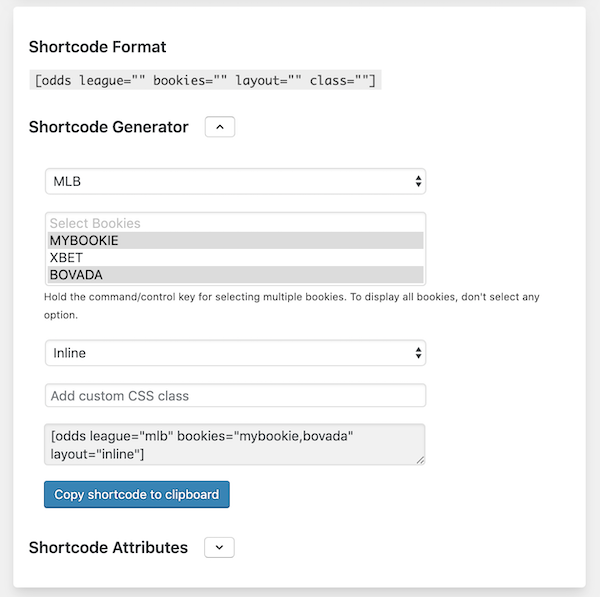 Shortcode Format
[odds league="" bookies="" layout="" class=""]
Shortcode Generator
MLB
Select Bookies
MYBOOKIE
XBET
BOVADA
Hold the command/control key for selecting multiple bookies. To display all bookies, don't select any
option.
Inline
Add custom CSS class
[odds league="mlb" bookies="mybookie,bovada"
layout="inline"]
Copy shortcode to clipboard
Shortcode Attributes